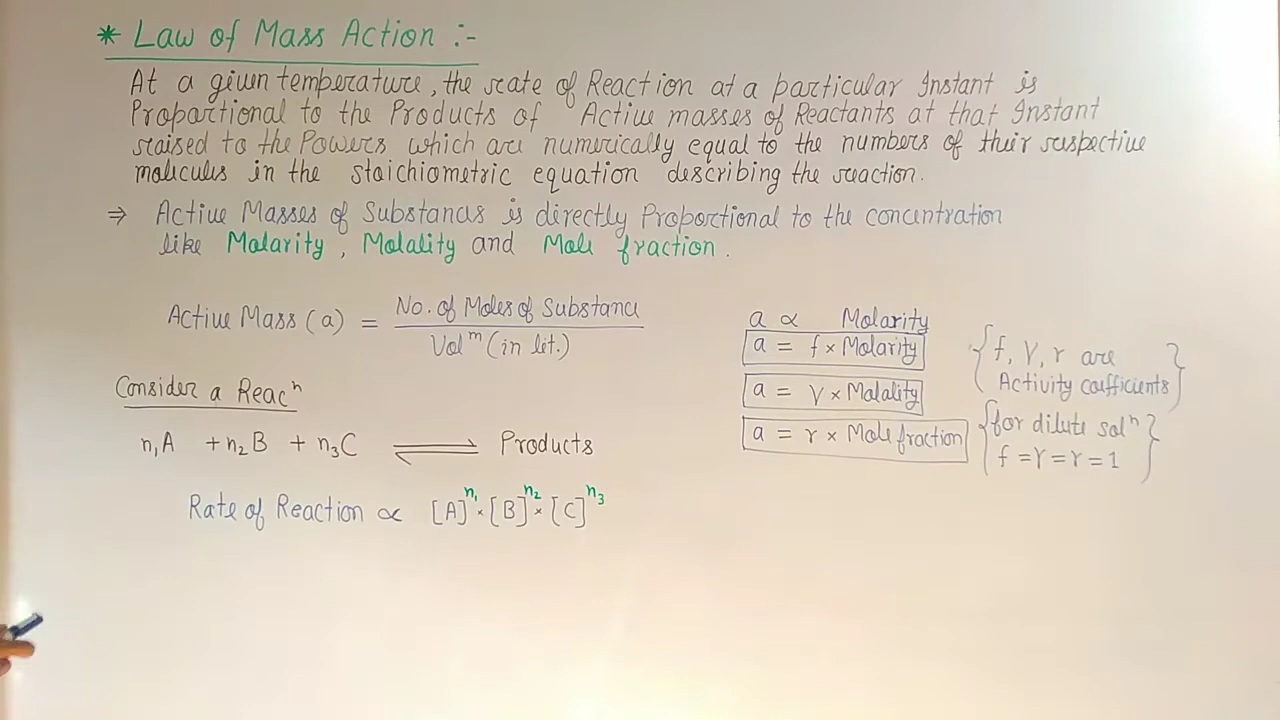 * Law of Mass Action :-
At a given temperature, the rate of Reaction at a particular Instant is
Propartional to the Products of Active masses of Reactants at that Instant
raised to the Powers which are numerically equal to the numbers of their respective
molecules in the stoichiometric equation describing the reaction.
⇒ Active Masses of Substances is directly Proportional to the concentration
like Molarity, Molality and Mole fraction.
Active Mass (a) = No. of Moles of Substance / Volᵐ (in lit.)
a ∝ Molarity
a = f × Molarity
a = γ × Molality
a = r × Mole fraction
{ f, γ, r are
Activity coefficients }
{ for dilute solⁿ
f = γ = r = 1 }
Consider a Reacⁿ
n₁A + n₂B + n₃C ⇌ Products
Rate of Reaction ∝ [A]ⁿ¹ × [B]ⁿ² × [C]ⁿ³